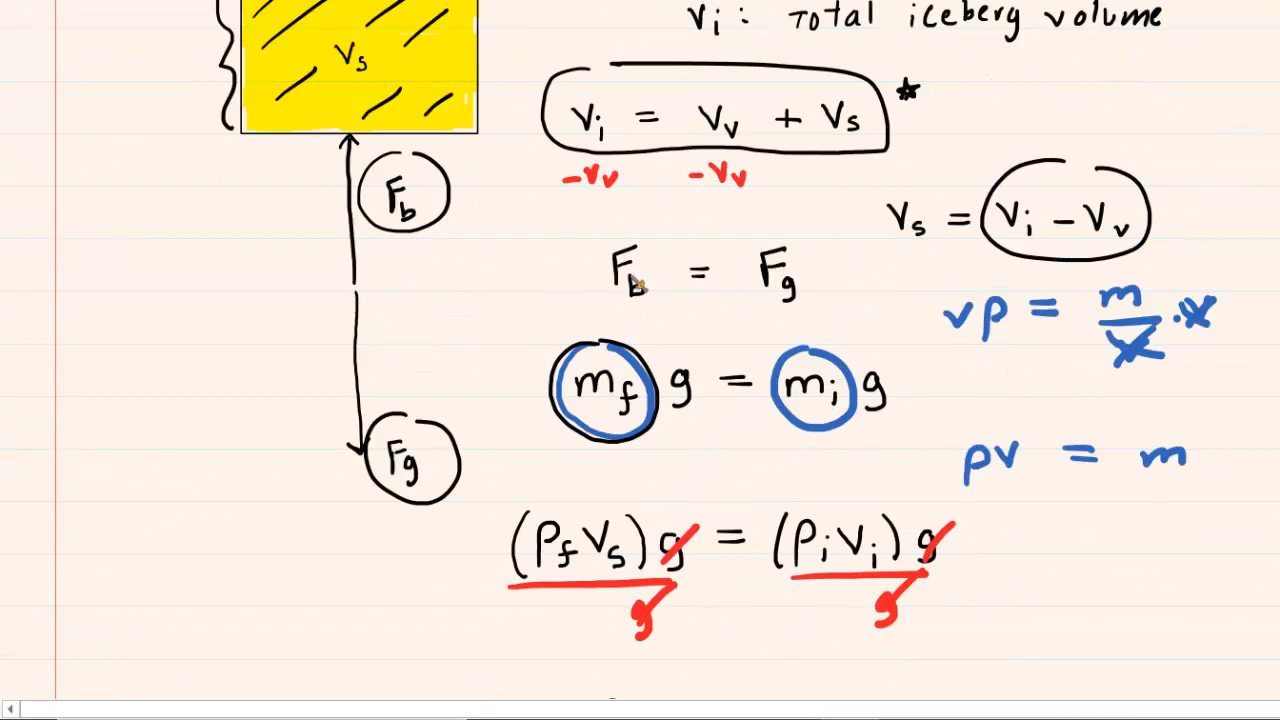 Vi : Total iceberg volume
Vs
Vi = Vv + Vs *
-Vv -Vv
Fb
Vs = Vi - Vv
Fb = Fg
Vρ = m/V · V
mf g = mi g
Fg
ρV = m
(ρf Vs) g = (ρi Vi) g
g g